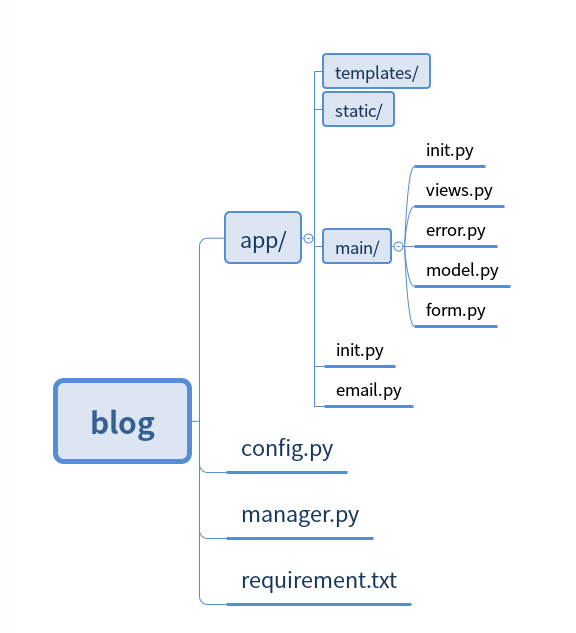 templates/
static/
init.py
views.py
app/
main/
error.py
model.py
form.py
init.py
email.py
blog
config.py
manager.py
requirement.txt